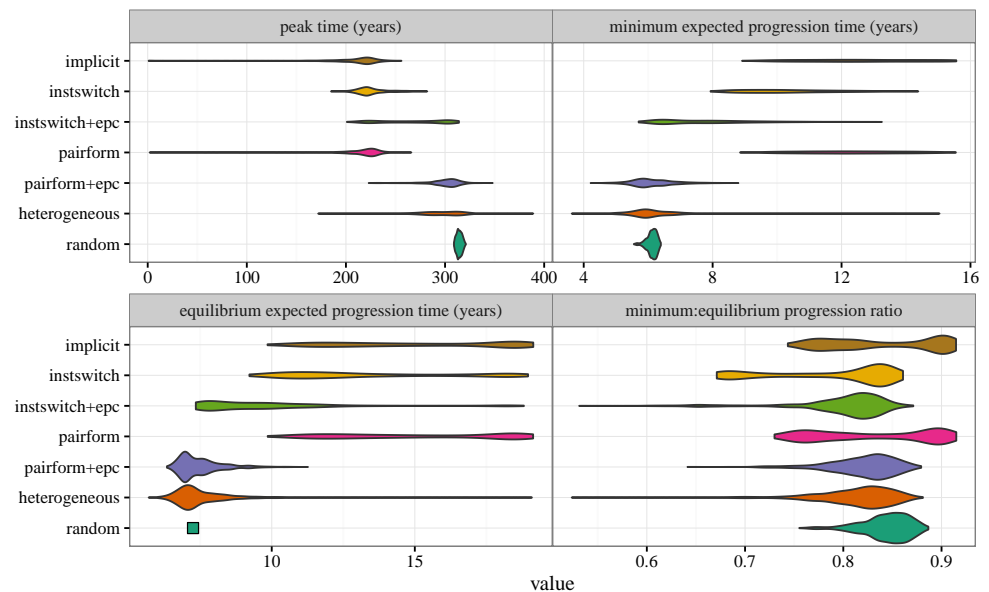 peak time (years)
minimum expected progression time (years)
implicit
instswitch
instswitch+epc
pairform
pairform+epc
heterogeneous
random
0 100 200 300 400
4 8 12 16
equilibrium expected progression time (years)
minimum:equilibrium progression ratio
implicit
instswitch
instswitch+epc
pairform
pairform+epc
heterogeneous
random
10 15
0.6 0.7 0.8 0.9
value